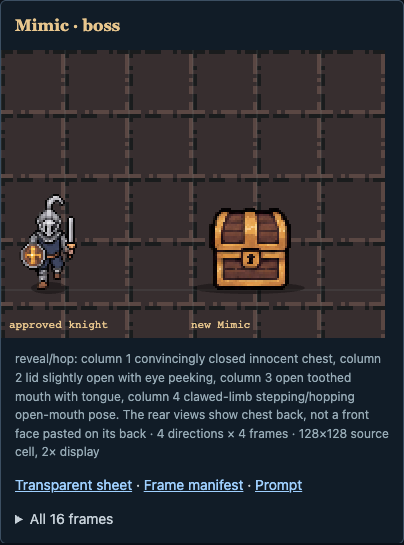 Mimic · boss
approved knight
new Mimic
reveal/hop: column 1 convincingly closed innocent chest, column
2 lid slightly open with eye peeking, column 3 open toothed
mouth with tongue, column 4 clawed-limb stepping/hopping
open-mouth pose. The rear views show chest back, not a front
face pasted on its back · 4 directions × 4 frames · 128×128 source
cell, 2× display
Transparent sheet · Frame manifest · Prompt
▶ All 16 frames